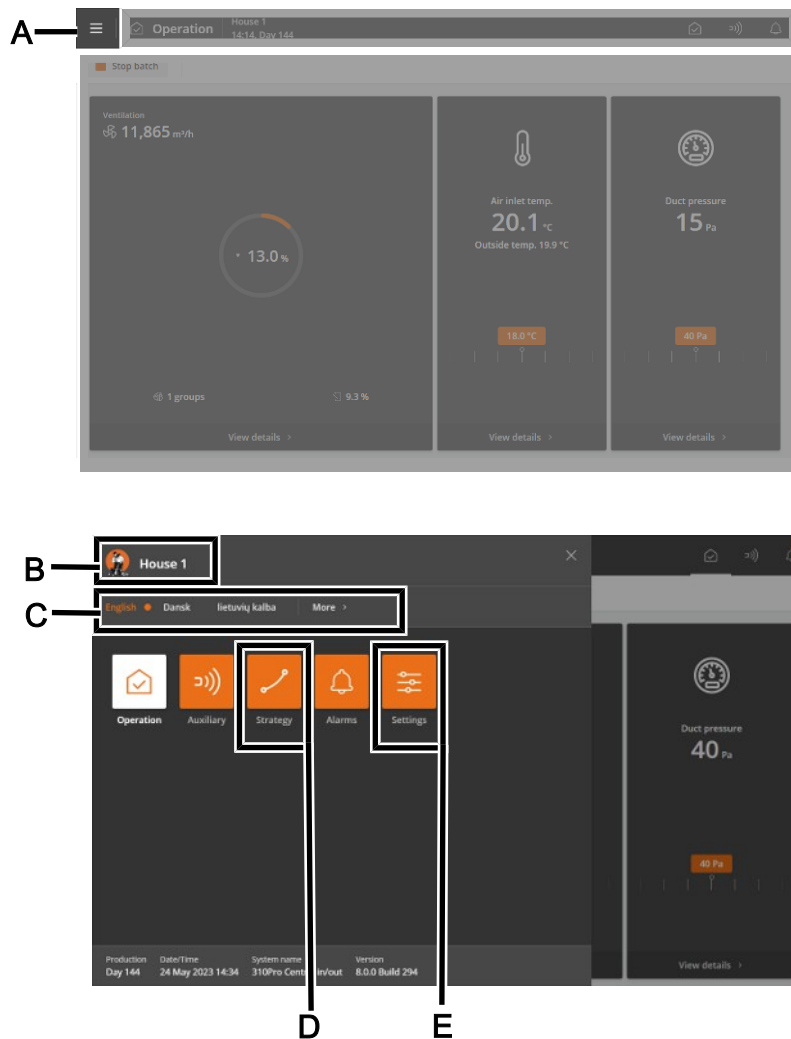 A
Operation
House 1
14:14, Day 144
Stop batch
Ventilation
11,865 m³/h
13.0 %
1 groups
9.3 %
View details >
Air inlet temp.
20.1 °C
Outside temp. 19.9 °C
18.0 °C
View details >
Duct pressure
15 Pa
40 Pa
View details >
B
House 1
C
English
Dansk
lietuvių kalba
More >
Operation
Auxiliary
Strategy
Alarms
Settings
Duct pressure
40 Pa
40 Pa
View details >
Production
Day 144
Date/Time
24 May 2023 14:34
System name
310Pro in/out
Version
8.0.0 Build 294
D
E